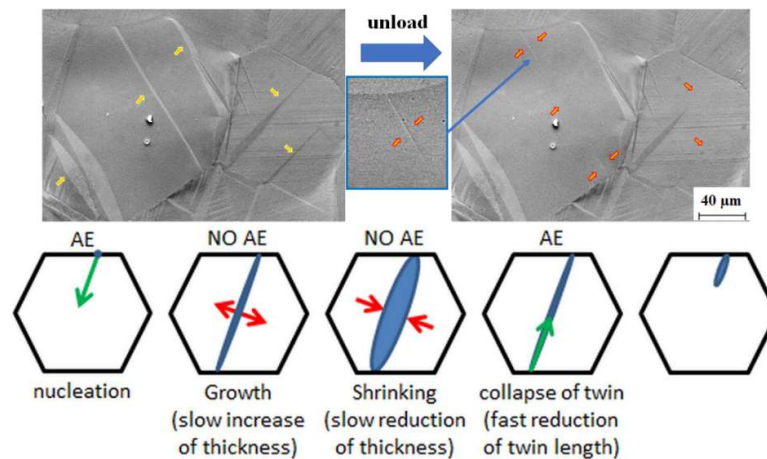 unload
40 μm
AE
NO AE
NO AE
AE
nucleation
Growth
(slow increase
of thickness)
Shrinking
(slow reduction
of thickness)
collapse of twin
(fast reduction
of twin length)